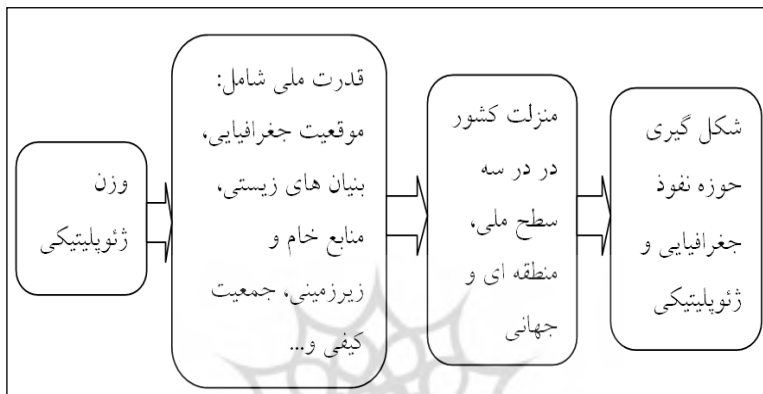 وزن
ژئوپلیتیکی
قدرت ملی شامل:
موقعیت جغرافیایی،
بنیان های زیستی،
منابع خام و
زیرزمینی، جمعیت
کیفی و...
منزلت کشور
در در سه
سطح ملی،
منطقه ای و
جهانی
شکل گیری
حوزه نفوذ
جغرافیایی و
ژئوپلیتیکی